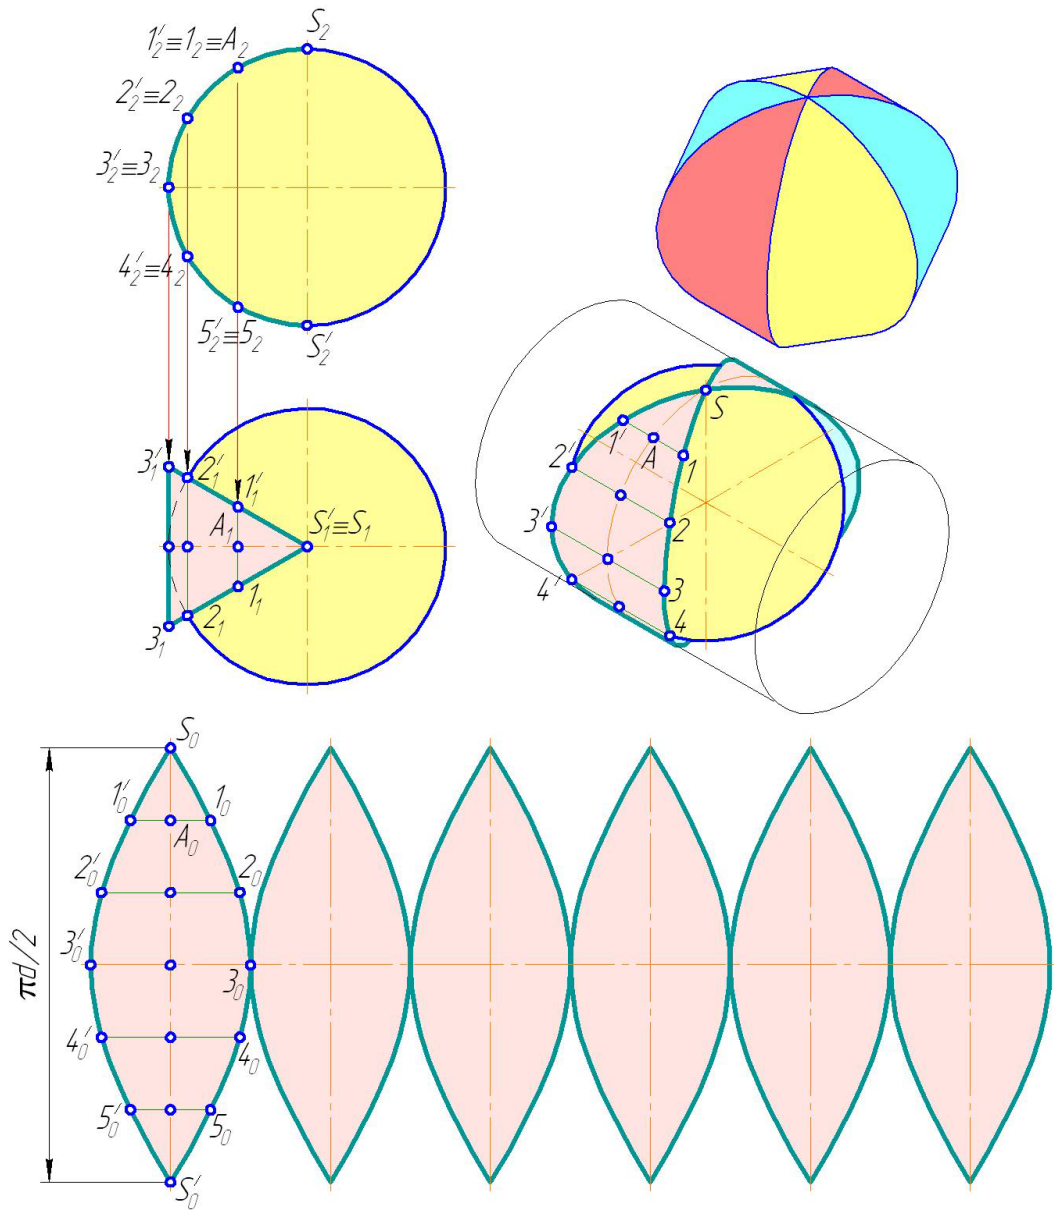 S₂
1′₂≡1₂≡A₂
2′₂≡2₂
3′₂≡3₂
4′₂≡4₂
5′₂≡5₂
S′₂
3′₁
2′₁
1′₁
A₁
S′₁≡S₁
1₁
2₁
3₁
S
1′
A
1
2′
2
3′
3
4′
4
S₀
1′₀
1₀
A₀
2′₀
2₀
3′₀
3₀
4′₀
4₀
5′₀
5₀
S′₀
πd/2